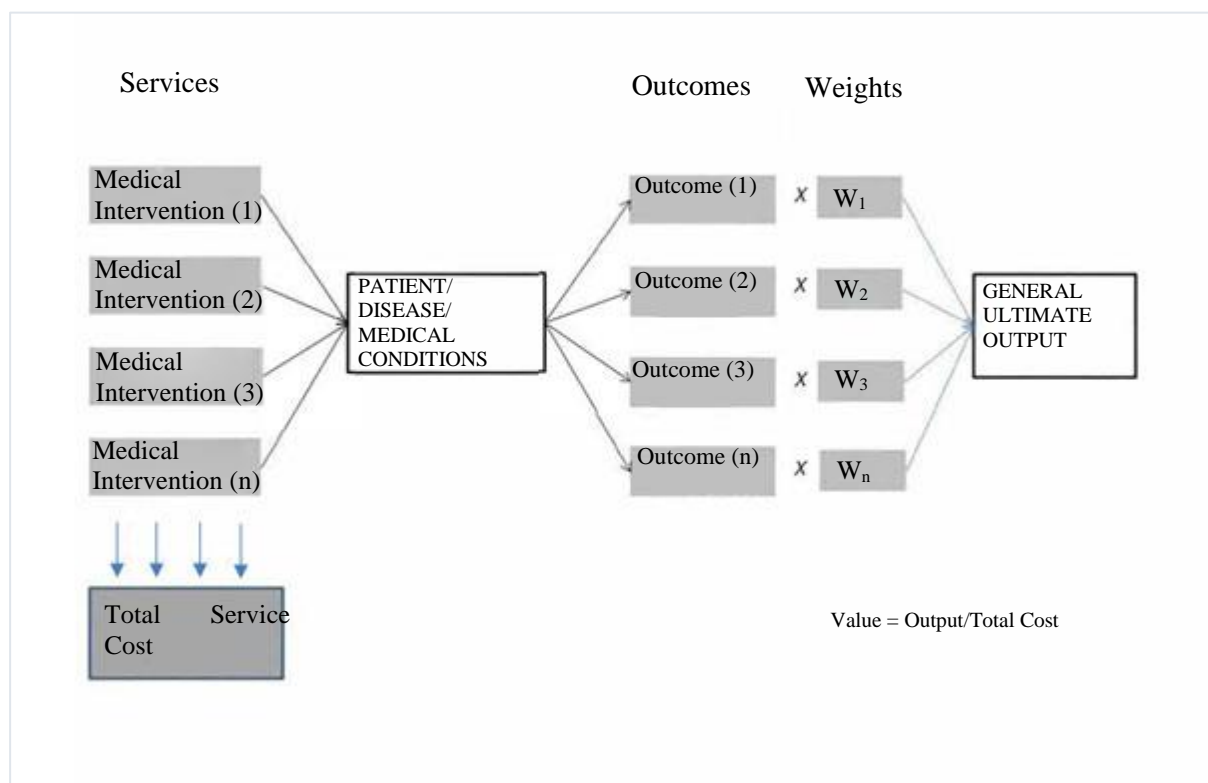 Services
Outcomes
Weights
Medical
Intervention (1)
Medical
Intervention (2)
Medical
Intervention (3)
Medical
Intervention (n)
PATIENT/
DISEASE/
MEDICAL
CONDITIONS
Outcome (1)
x W1
Outcome (2)
x W2
Outcome (3)
x W3
Outcome (n)
x Wn
GENERAL
ULTIMATE
OUTPUT
Total Service
Cost
Value = Output/Total Cost